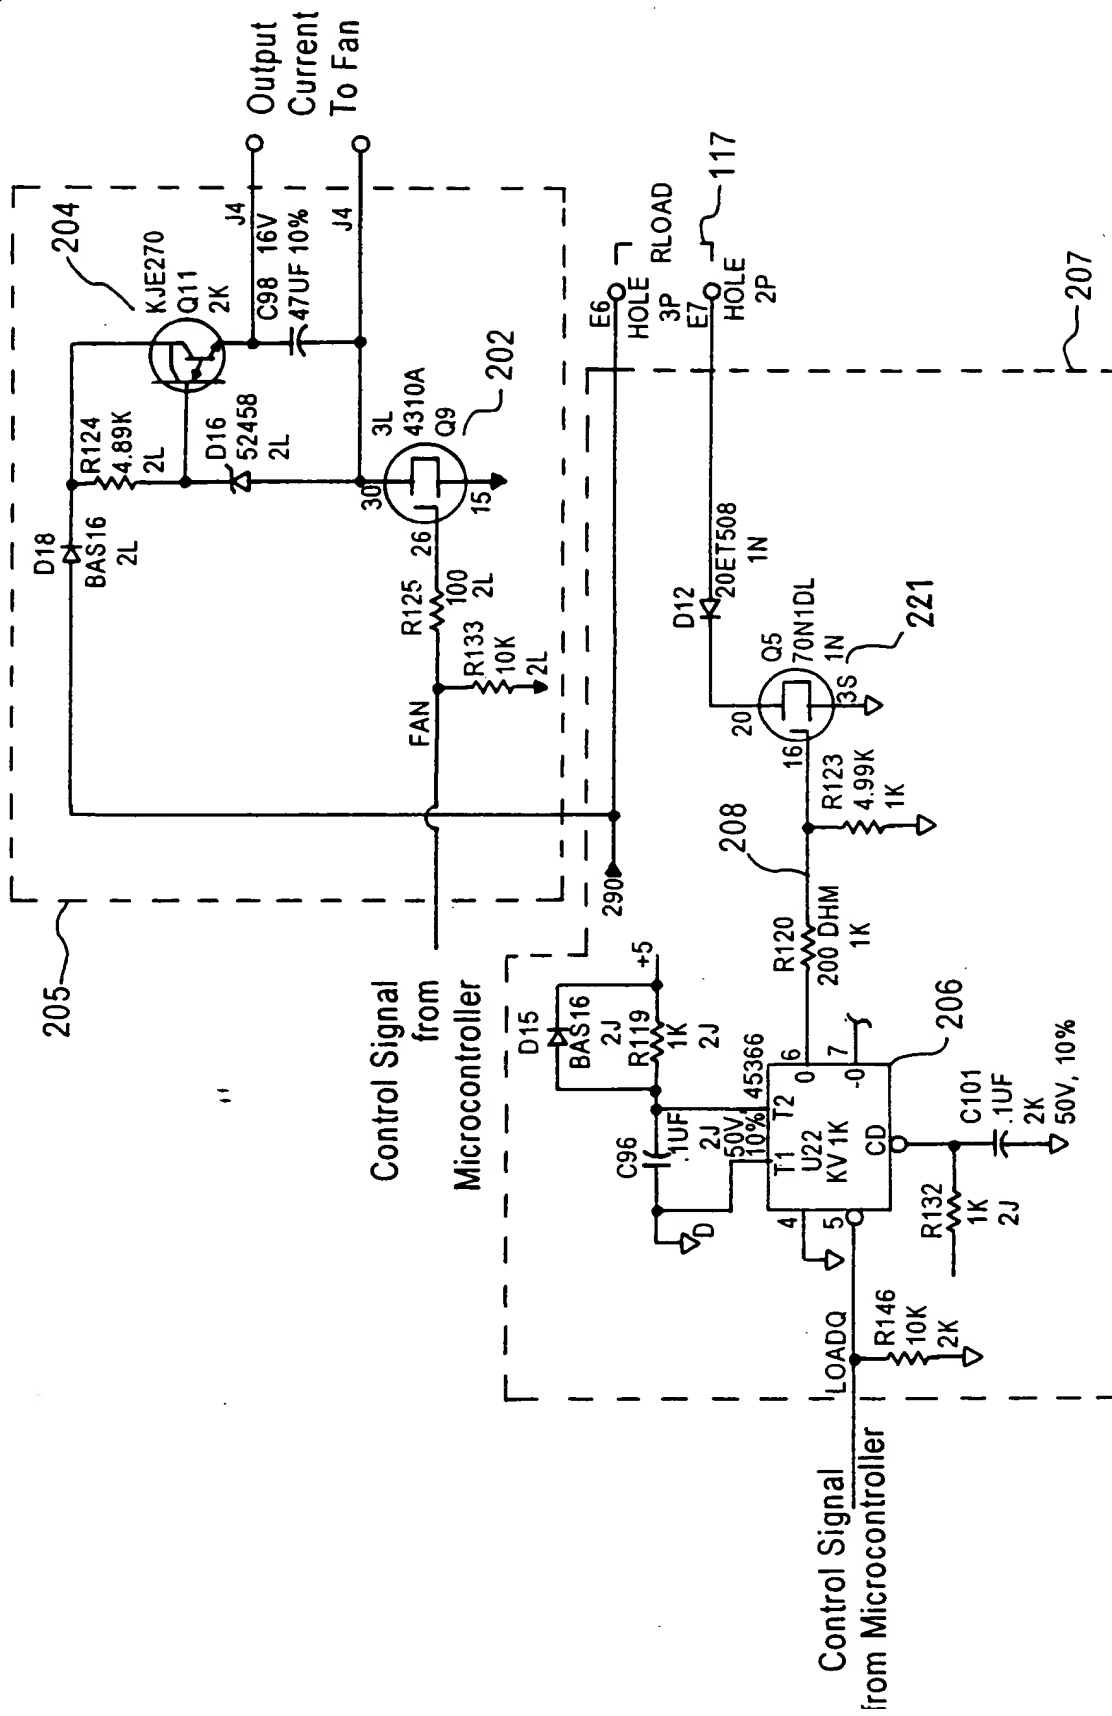 205
204
KJE270
Q11
2K
R124
4.89K
2L
D18
BAS16
2L
D16
52458
2L
J4
C98 16V
47UF 10%
J4
Output
Current
To Fan
3L
4310A
Q9
202
30
15
26
R125
100
2L
R133
10K
2L
FAN
Control Signal
from
Microcontroller
290
E6
HOLE
3P
RLOAD
E7
HOLE
2P
117
207
D15
BAS16
2J
R119
1K
2J
+5
C96
.1UF
2J
50V,
10%
45366
D
T1
T2
U22
KV 1K
CD
4
5
6
7
0
-0
206
R120
200 DHM
1K
208
R123
4.99K
1K
D12
20ET508
1N
Q5
70N1DL
1N
3S
20
16
221
C101
.1UF
2K
50V, 10%
R132
1K
2J
LOADQ
R146
10K
2K
Control Signal
from Microcontroller